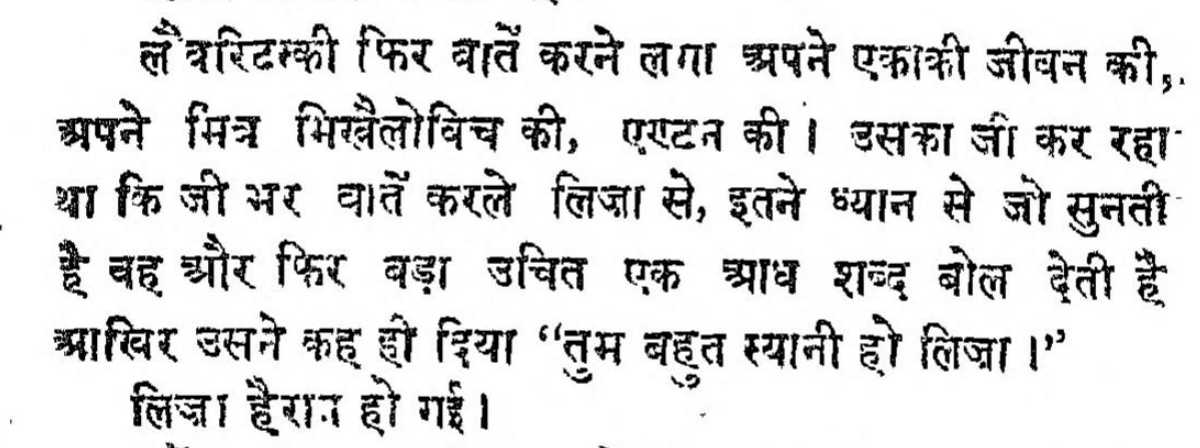 लैवरिटस्की फिर बातें करने लगा अपने एकाकी जीवन की,
अपने मित्र मिखैलोविच की, एण्टन की। उसका जी कर रहा
था कि जी भर बातें करले लिज़ा से, इतने ध्यान से जो सुनती
है वह और फिर बड़ा उचित एक आध शब्द बोल देती है
आखिर उसने कह ही दिया “तुम बहुत स्यानी हो लिज़ा।”
लिज़ा हैरान हो गई।